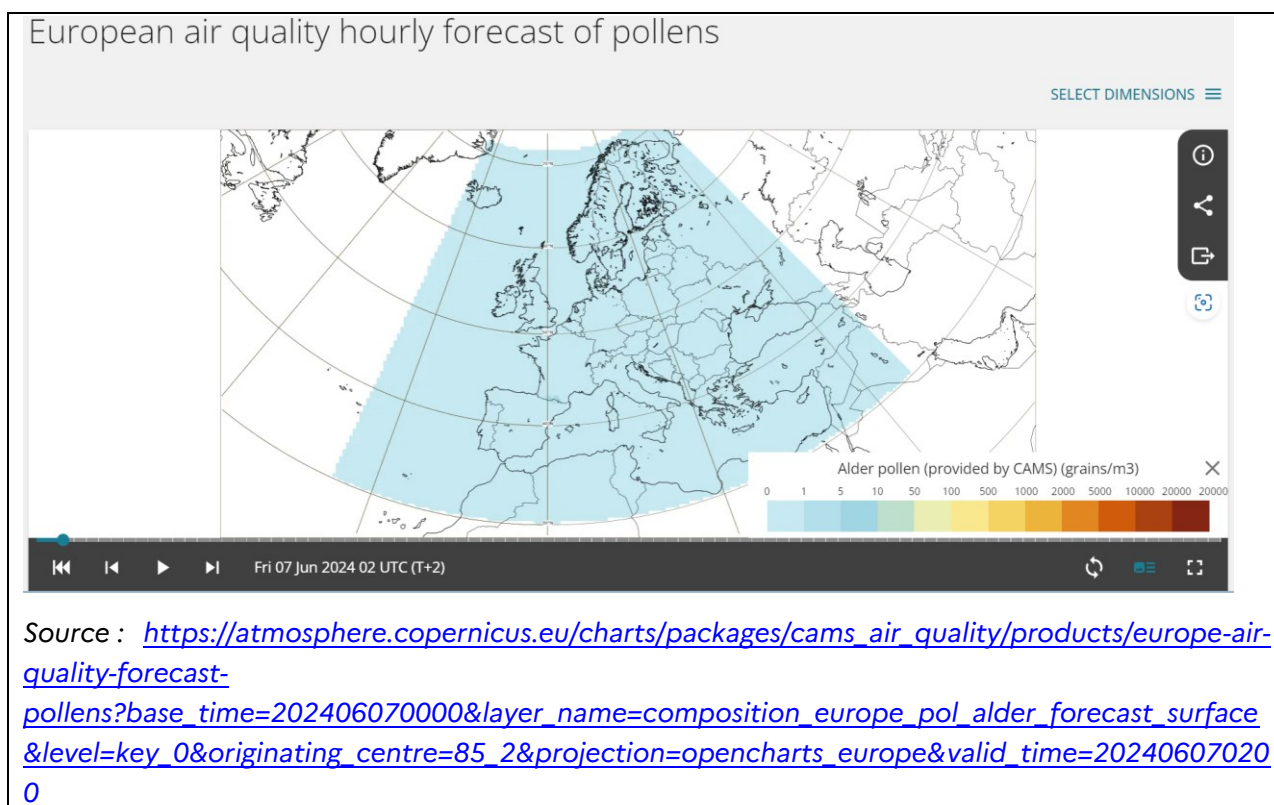 European air quality hourly forecast of pollens
SELECT DIMENSIONS
Alder pollen (provided by CAMS) (grains/m3)
0 1 5 10 50 100 500 1000 2000 5000 10000 20000 20000
Fri 07 Jun 2024 02 UTC (T+2)
Source : https://atmosphere.copernicus.eu/charts/packages/cams_air_quality/products/europe-air-
quality-forecast-
pollens?base_time=202406070000&layer_name=composition_europe_pol_alder_forecast_surface
&level=key_0&originating_centre=85_2&projection=opencharts_europe&valid_time=20240607020
0